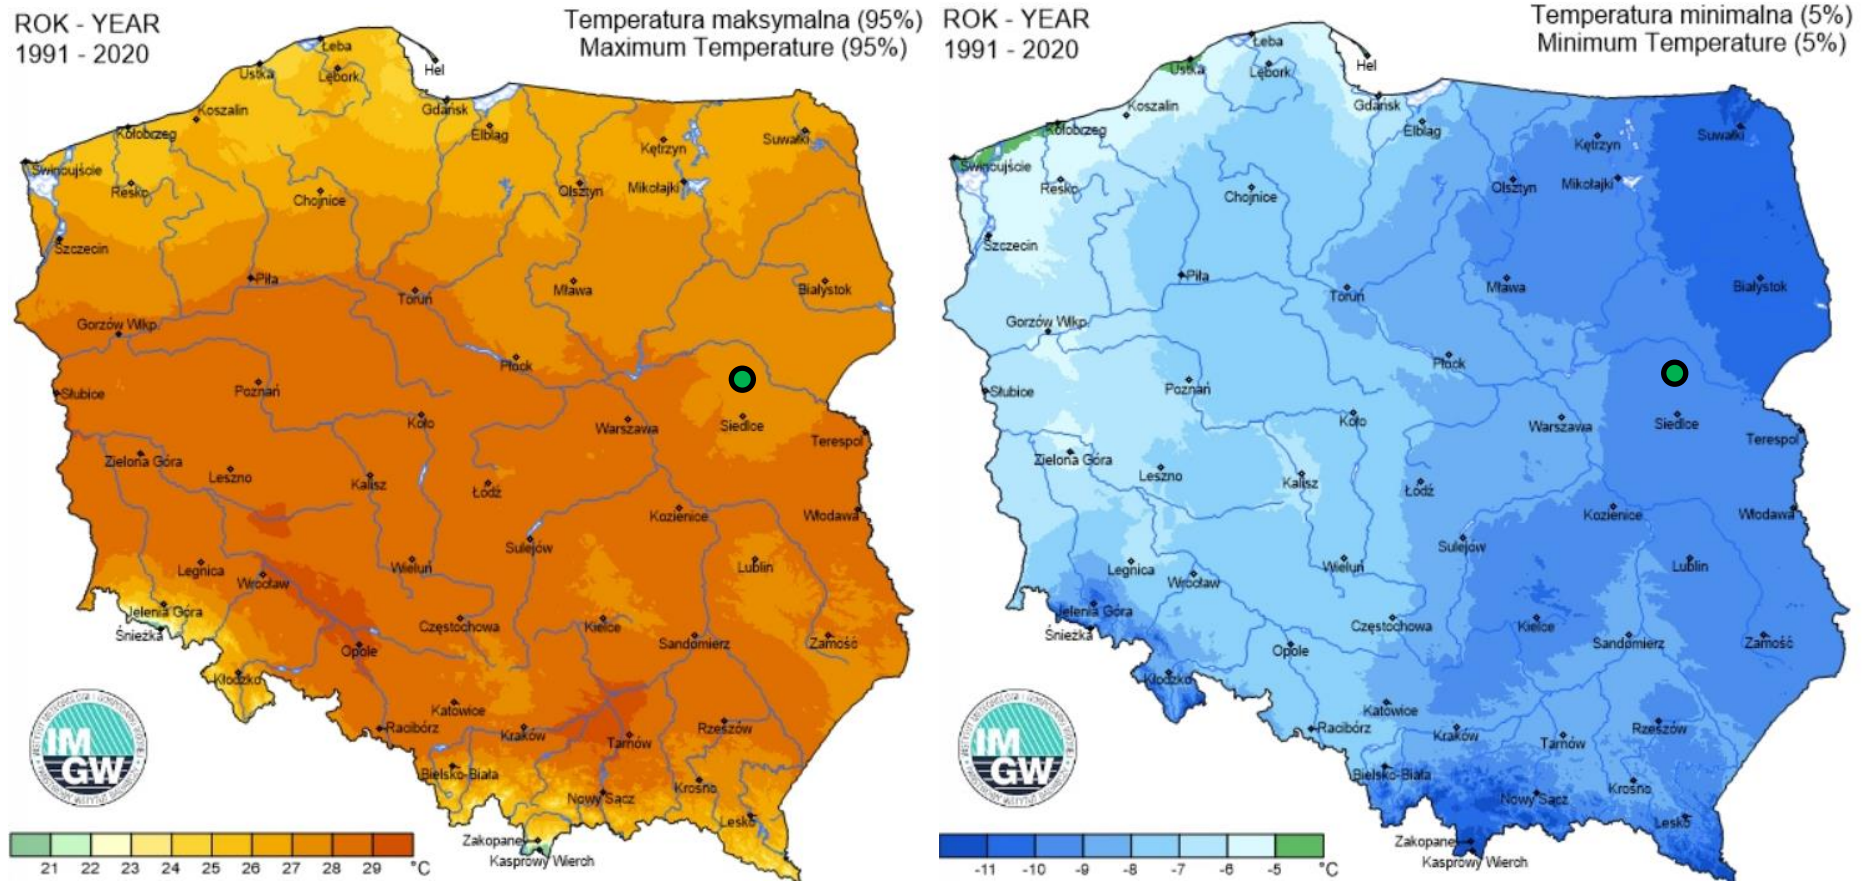 ROK - YEAR
1991 - 2020
Temperatura maksymalna (95%)
Maximum Temperature (95%)
Łeba
Ustka
Lębork
Hel
Koszalin
Gdańsk
Kołobrzeg
Elbląg
Suwałki
Kętrzyn
Świnoujście
Resko
Chojnice
Olsztyn
Mikołajki
Szczecin
Piła
Toruń
Mława
Białystok
Gorzów Wlkp.
Płock
Słubice
Poznań
Koło
Warszawa
Siedlce
Terespol
Zielona Góra
Leszno
Kalisz
Łódź
Kozienice
Włodawa
Sulejów
Legnica
Wrocław
Wieluń
Lublin
Jelenia Góra
Śnieżka
Częstochowa
Kielce
Sandomierz
Zamość
Opole
Kłodzko
Katowice
Racibórz
Kraków
Tarnów
Rzeszów
Bielsko-Biała
Nowy Sącz
Krosno
Lesko
Zakopane
Kasprowy Wierch
IM
GW
21 22 23 24 25 26 27 28 29 °C
ROK - YEAR
1991 - 2020
Temperatura minimalna (5%)
Minimum Temperature (5%)
Łeba
Ustka
Lębork
Hel
Koszalin
Gdańsk
Kołobrzeg
Elbląg
Suwałki
Kętrzyn
Świnoujście
Resko
Chojnice
Olsztyn
Mikołajki
Szczecin
Piła
Toruń
Mława
Białystok
Gorzów Wlkp.
Płock
Słubice
Poznań
Koło
Warszawa
Siedlce
Terespol
Zielona Góra
Leszno
Kalisz
Łódź
Kozienice
Włodawa
Sulejów
Legnica
Wrocław
Wieluń
Lublin
Jelenia Góra
Śnieżka
Częstochowa
Kielce
Sandomierz
Zamość
Opole
Kłodzko
Katowice
Racibórz
Kraków
Tarnów
Rzeszów
Bielsko-Biała
Nowy Sącz
Krosno
Lesko
Zakopane
Kasprowy Wierch
IM
GW
-11 -10 -9 -8 -7 -6 -5 °C